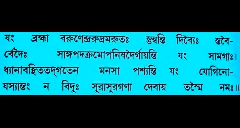 यं ब्रह्मा वरुणेन्द्ररुद्रमरुतः स्तुन्वन्ति दिव्यैः स्तवैः
र्वेदैः साङ्गपदक्रमोपनिषदैर्गायन्ति यं सामगाः।
ध्यानावस्थिततद्गतेन मनसा पश्यन्ति यं योगिनो-
यस्यान्तं न विदुः सुरासुरगणा देवाय तस्मै नमः॥